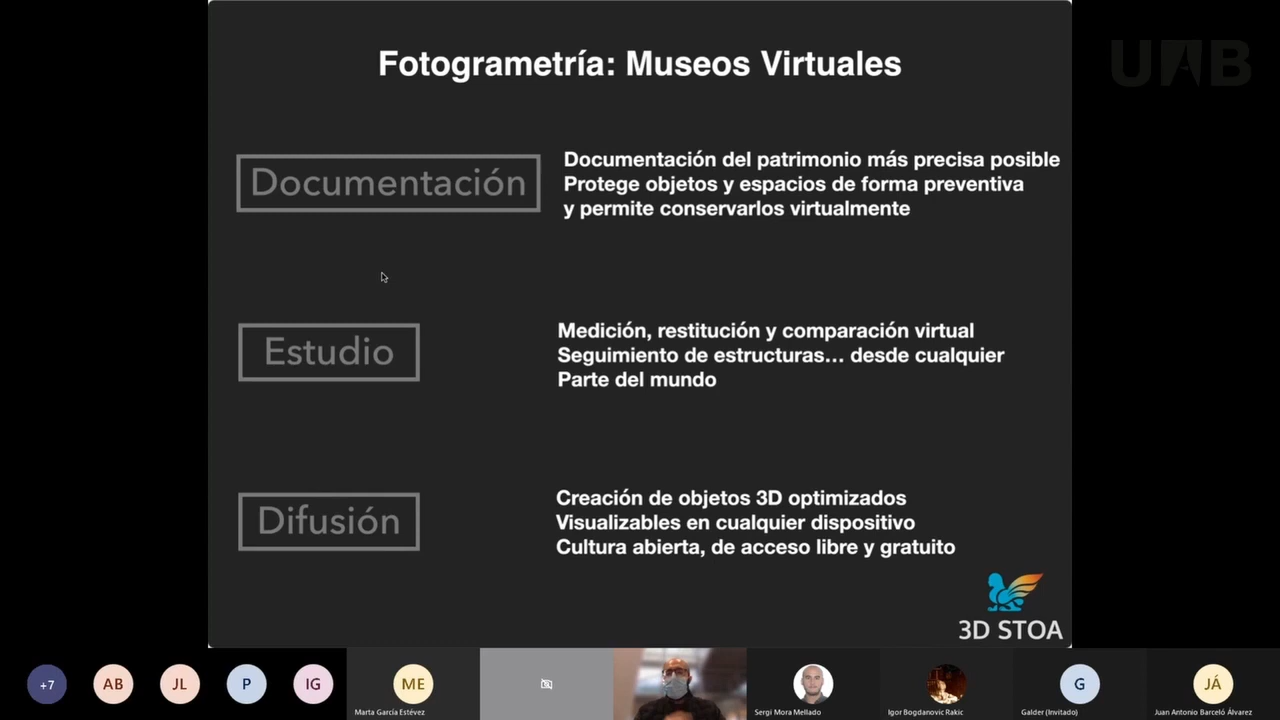 Fotogrametría: Museos Virtuales
UAB
Documentación
Documentación del patrimonio más precisa posible
Protege objetos y espacios de forma preventiva
y permite conservarlos virtualmente
Estudio
Medición, restitución y comparación virtual
Seguimiento de estructuras... desde cualquier
Parte del mundo
Difusión
Creación de objetos 3D optimizados
Visualizables en cualquier dispositivo
Cultura abierta, de acceso libre y gratuito
3D STOA
+7
AB
JL
P
IG
ME
Marta García Estévez
Sergi Mora Mellado
Igor Bogdanovic Rakic
G
Galder (Invitado)
JÁ
Juan Antonio Barceló Álvarez